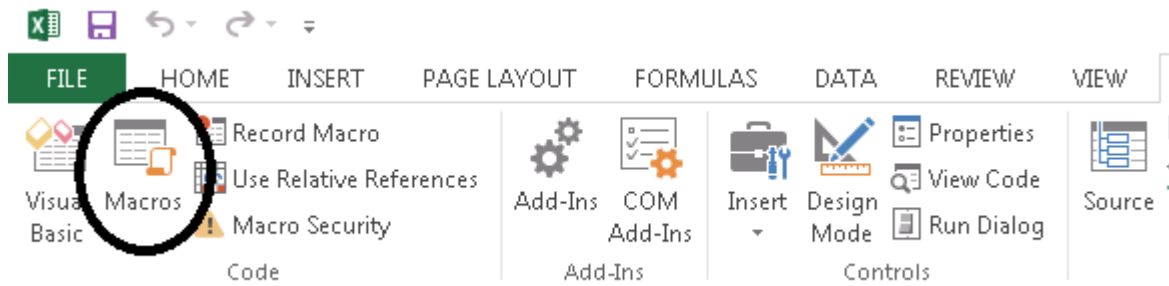 FILE HOME INSERT PAGE LAYOUT FORMULAS DATA REVIEW VIEW
Record Macro
Use Relative References
Macro Security
Visual Basic
Macros
Code
Add-Ins
COM
Add-Ins
Add-Ins
Insert
Design
Mode
Properties
View Code
Run Dialog
Controls
Source